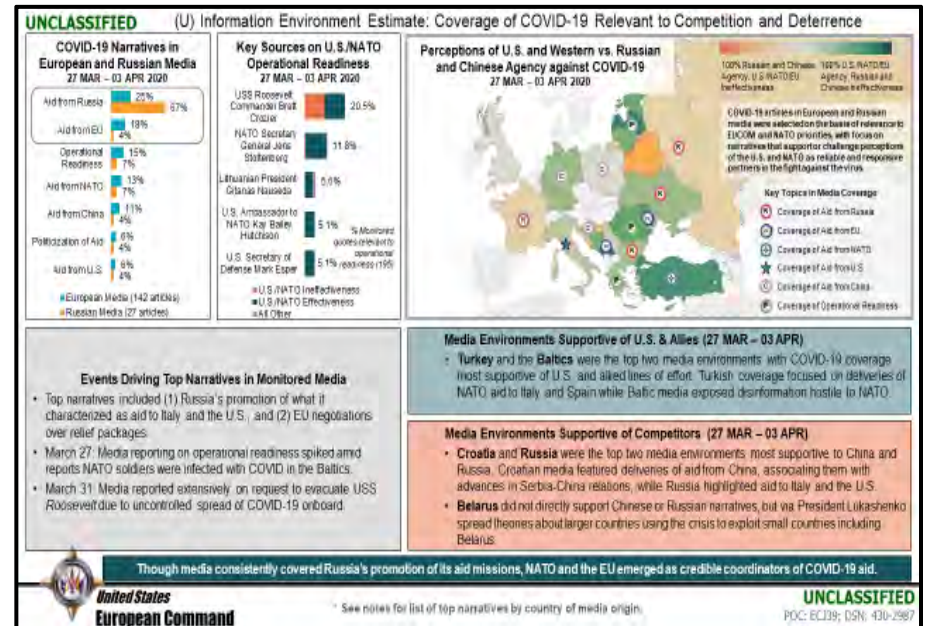 UNCLASSIFIED
(U) Information Environment Estimate: Coverage of COVID-19 Relevant to Competition and Deterrence
COVID-19 Narratives in
European and Russian Media
27 MAR – 03 APR 2020
Aid from Russia
25%
67%
Aid from EU
18%
4%
Operational
Readiness
15%
7%
Aid from NATO
13%
7%
Aid from China
11%
4%
Politicization of Aid
6%
4%
Aid from U.S.
6%
4%
European Media (142 articles)
Russian Media (27 articles)
Key Sources on U.S./NATO
Operational Readiness
27 MAR – 03 APR 2020
USS Roosevelt
Commander Brett
Crozier
20.5%
NATO Secretary
General Jens
Stoltenberg
11.8%
Lithuanian President
Gitanas Nauseda
U.S. Ambassador to
NATO Kay Bailey
Hutchison
5.1%
U.S. Secretary of
Defense Mark Esper
5.1%
% Monitored
quotes relevant to
operational
readiness (195)
U.S./NATO Ineffectiveness
U.S./NATO Effectiveness
All Other
Perceptions of U.S. and Western vs. Russian
and Chinese Agency against COVID-19
27 MAR – 03 APR 2020
100% Russian and Chinese
Agency, U.S./NATO/EU
Ineffectiveness
100% U.S./NATO/EU
Agency, Russian and
Chinese Ineffectiveness
COVID-19 articles in European and Russian
media were selected on the basis of relevance to
EUCOM and NATO priorities, with focus on
narratives that support or challenge perceptions
of the U.S. and NATO as reliable and responsive
partners in the fight against the virus.
Key Topics in Media Coverage
R Coverage of Aid from Russia
Coverage of Aid from EU
Coverage of Aid from NATO
Coverage of Aid from U.S.
C Coverage of Aid from China
P Coverage of Operational Readiness
Events Driving Top Narratives in Monitored Media
• Top narratives included (1) Russia's promotion of what it
characterized as aid to Italy and the U.S., and (2) EU negotiations
over relief packages.
• March 27: Media reporting on operational readiness spiked amid
reports NATO soldiers were infected with COVID in the Baltics.
• March 31: Media reported extensively on request to evacuate USS
Roosevelt due to uncontrolled spread of COVID-19 onboard.
Media Environments Supportive of U.S. & Allies (27 MAR – 03 APR)
• Turkey and the Baltics were the top two media environments with COVID-19 coverage
most supportive of U.S. and allied lines of effort. Turkish coverage focused on deliveries of
NATO aid to Italy and Spain while Baltic media exposed disinformation hostile to NATO.
Media Environments Supportive of Competitors (27 MAR – 03 APR)
• Croatia and Russia were the top two media environments most supportive to China and
Russia. Croatian media featured deliveries of aid from China, associating them with
advances in Serbia-China relations, while Russia highlighted aid to Italy and the U.S.
• Belarus did not directly support Chinese or Russian narratives, but via President Lukashenko
spread theories about larger countries using the crisis to exploit small countries including
Belarus.
Though media consistently covered Russia's promotion of its aid missions, NATO and the EU emerged as credible coordinators of COVID-19 aid.
United States
European Command
* See notes for list of top narratives by country of media origin.
UNCLASSIFIED
POC: ECJ39; DSN: 430-2987